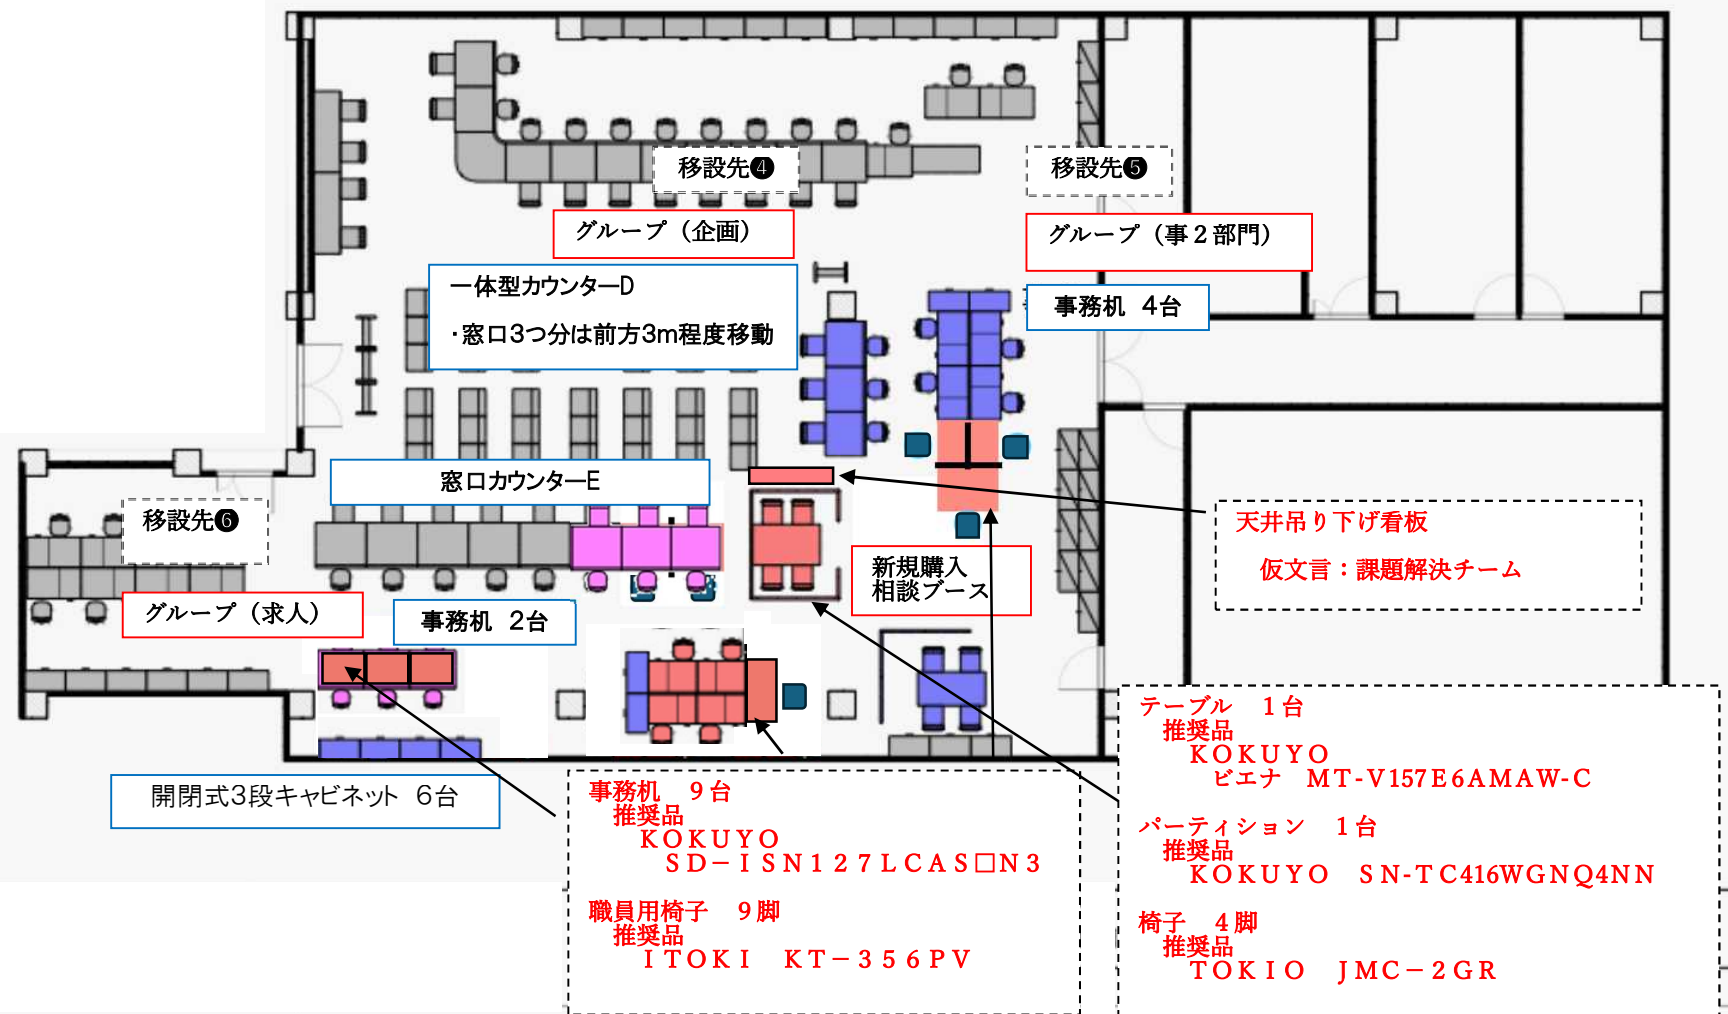 移設先❹
移設先❺
グループ（企画）
グループ（事２部門）
一体型カウンターD
・窓口3つ分は前方3m程度移動
事務机　4台
窓口カウンターE
移設先❻
天井吊り下げ看板
仮文言：課題解決チーム
新規購入
相談ブース
グループ（求人）
事務机　2台
開閉式3段キャビネット　6台
事務机　９台
推奨品
ＫＯＫＵＹＯ
ＳＤ－ＩＳＮ１２７ＬＣＡＳ□Ｎ３
職員用椅子　９脚
推奨品
ＩＴＯＫＩ　ＫＴ－３５６ＰＶ
テーブル　１台
推奨品
ＫＯＫＵＹＯ
ビエナ　MT-V157E6AMAW-C
パーティション　１台
推奨品
ＫＯＫＵＹＯ　ＳＮ-ＴＣ416WGNQ4NN
椅子　４脚
推奨品
ＴＯＫＩＯ　ＪＭＣ－２ＧＲ